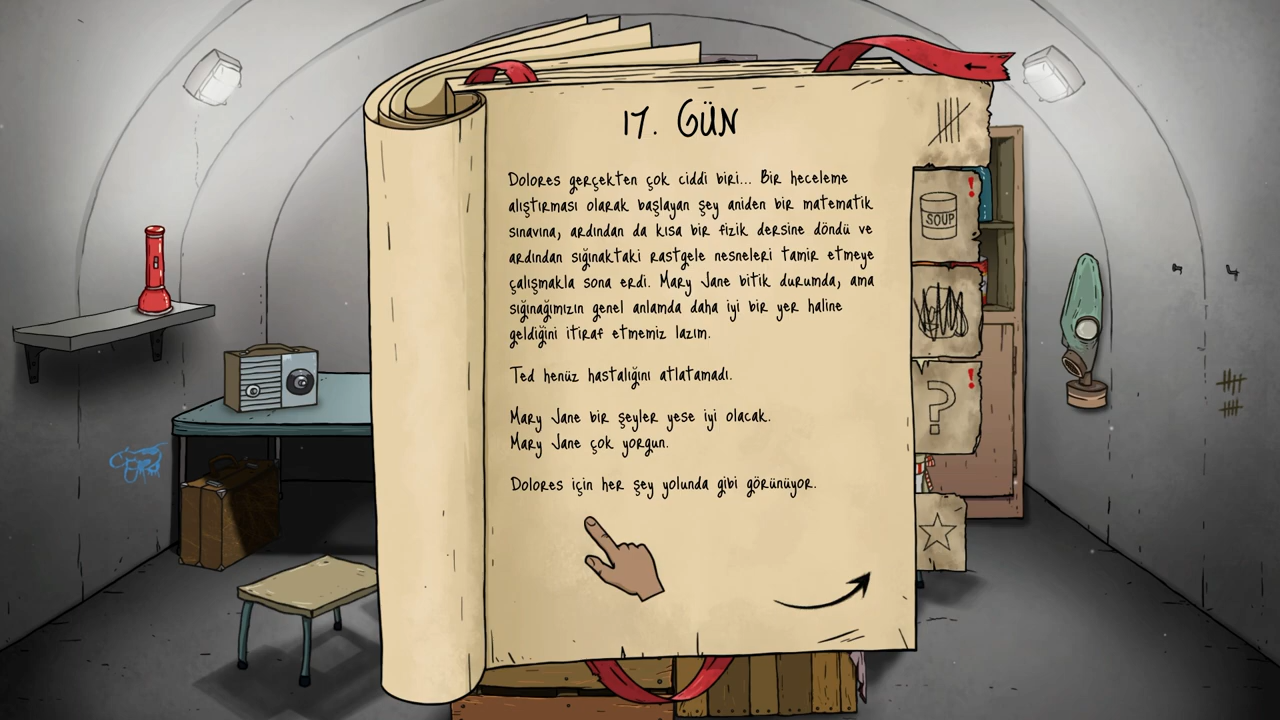 17. GÜN
Dolores gerçekten çok ciddi biri... Bir heceleme
alıştırması olarak başlayan şey aniden bir matematik
sınavına, ardından da kısa bir fizik dersine döndü ve
ardından sığınaktaki rastgele nesneleri tamir etmeye
çalışmakla sona erdi. Mary Jane bitik durumda, ama
sığınağımızın genel anlamda daha iyi bir yer haline
geldiğini itiraf etmemiz lazım.
Ted henüz hastalığını atlatamadı.
Mary Jane bir şeyler yese iyi olacak.
Mary Jane çok yorgun.
Dolores için her şey yolunda gibi görünüyor.
SOUP
!
!
?